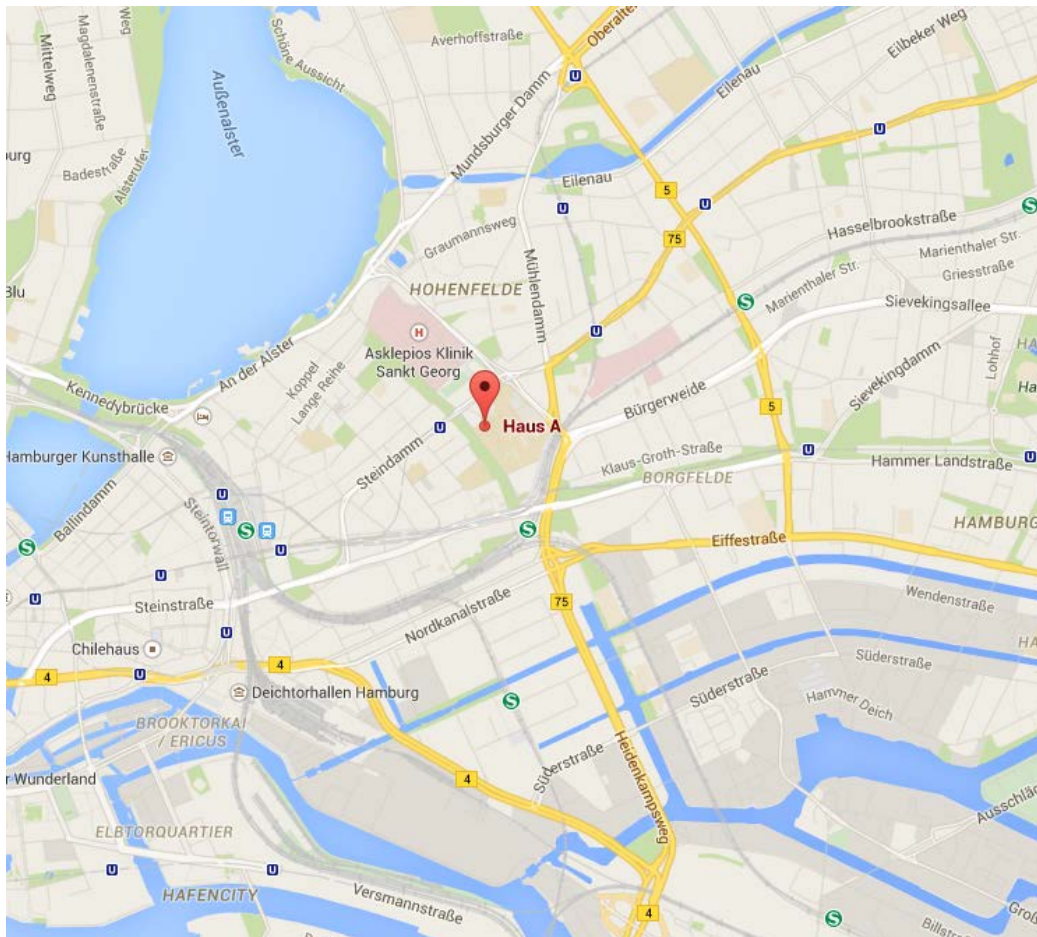 Weg
Mittelweg
Magdalenenstraße
Schöne Aussicht
Averhoffstraße
Eilbeker Weg
U
Außenalster
Mundsburger Damm
Eilenau
U
Badestraße
Alsterufer
Eilenau
5
S
U
U
Graumannsweg
Hasselbrookstraße
75
Marienthaler Str.
Mühlendamm
Marienthaler Str.
Griesstraße
Blu
HOHENFELDE
S
Sievekingsallee
H
U
Asklepios Klinik
Sankt Georg
An der Alster
Koppel
Lange Reihe
Lohhof
Sievekingdamm
Kennedybrücke
Bürgerweide
5
Haus A
U
Hamburger Kunsthalle
Steindamm
Klaus-Groth-Straße
U
U
Hammer Landstraße
BORGFELDE
U
Ballindamm
Steintorwall
S
S
HAMBURG
S
U
Eiffestraße
U
U
Steinstraße
75
Wendenstraße
Nordkanalstraße
U
Chilehaus
Süderstraße
4
U
4
Süderstraße
Deichtorhallen Hamburg
S
Hammer Deich
BROOKTORKAI
/ ERICUS
Süderstraße
Heidenkampsweg
r Wunderland
4
ELBTORQUARTIER
U
U
HAFENCITY
Versmannstraße
4
S